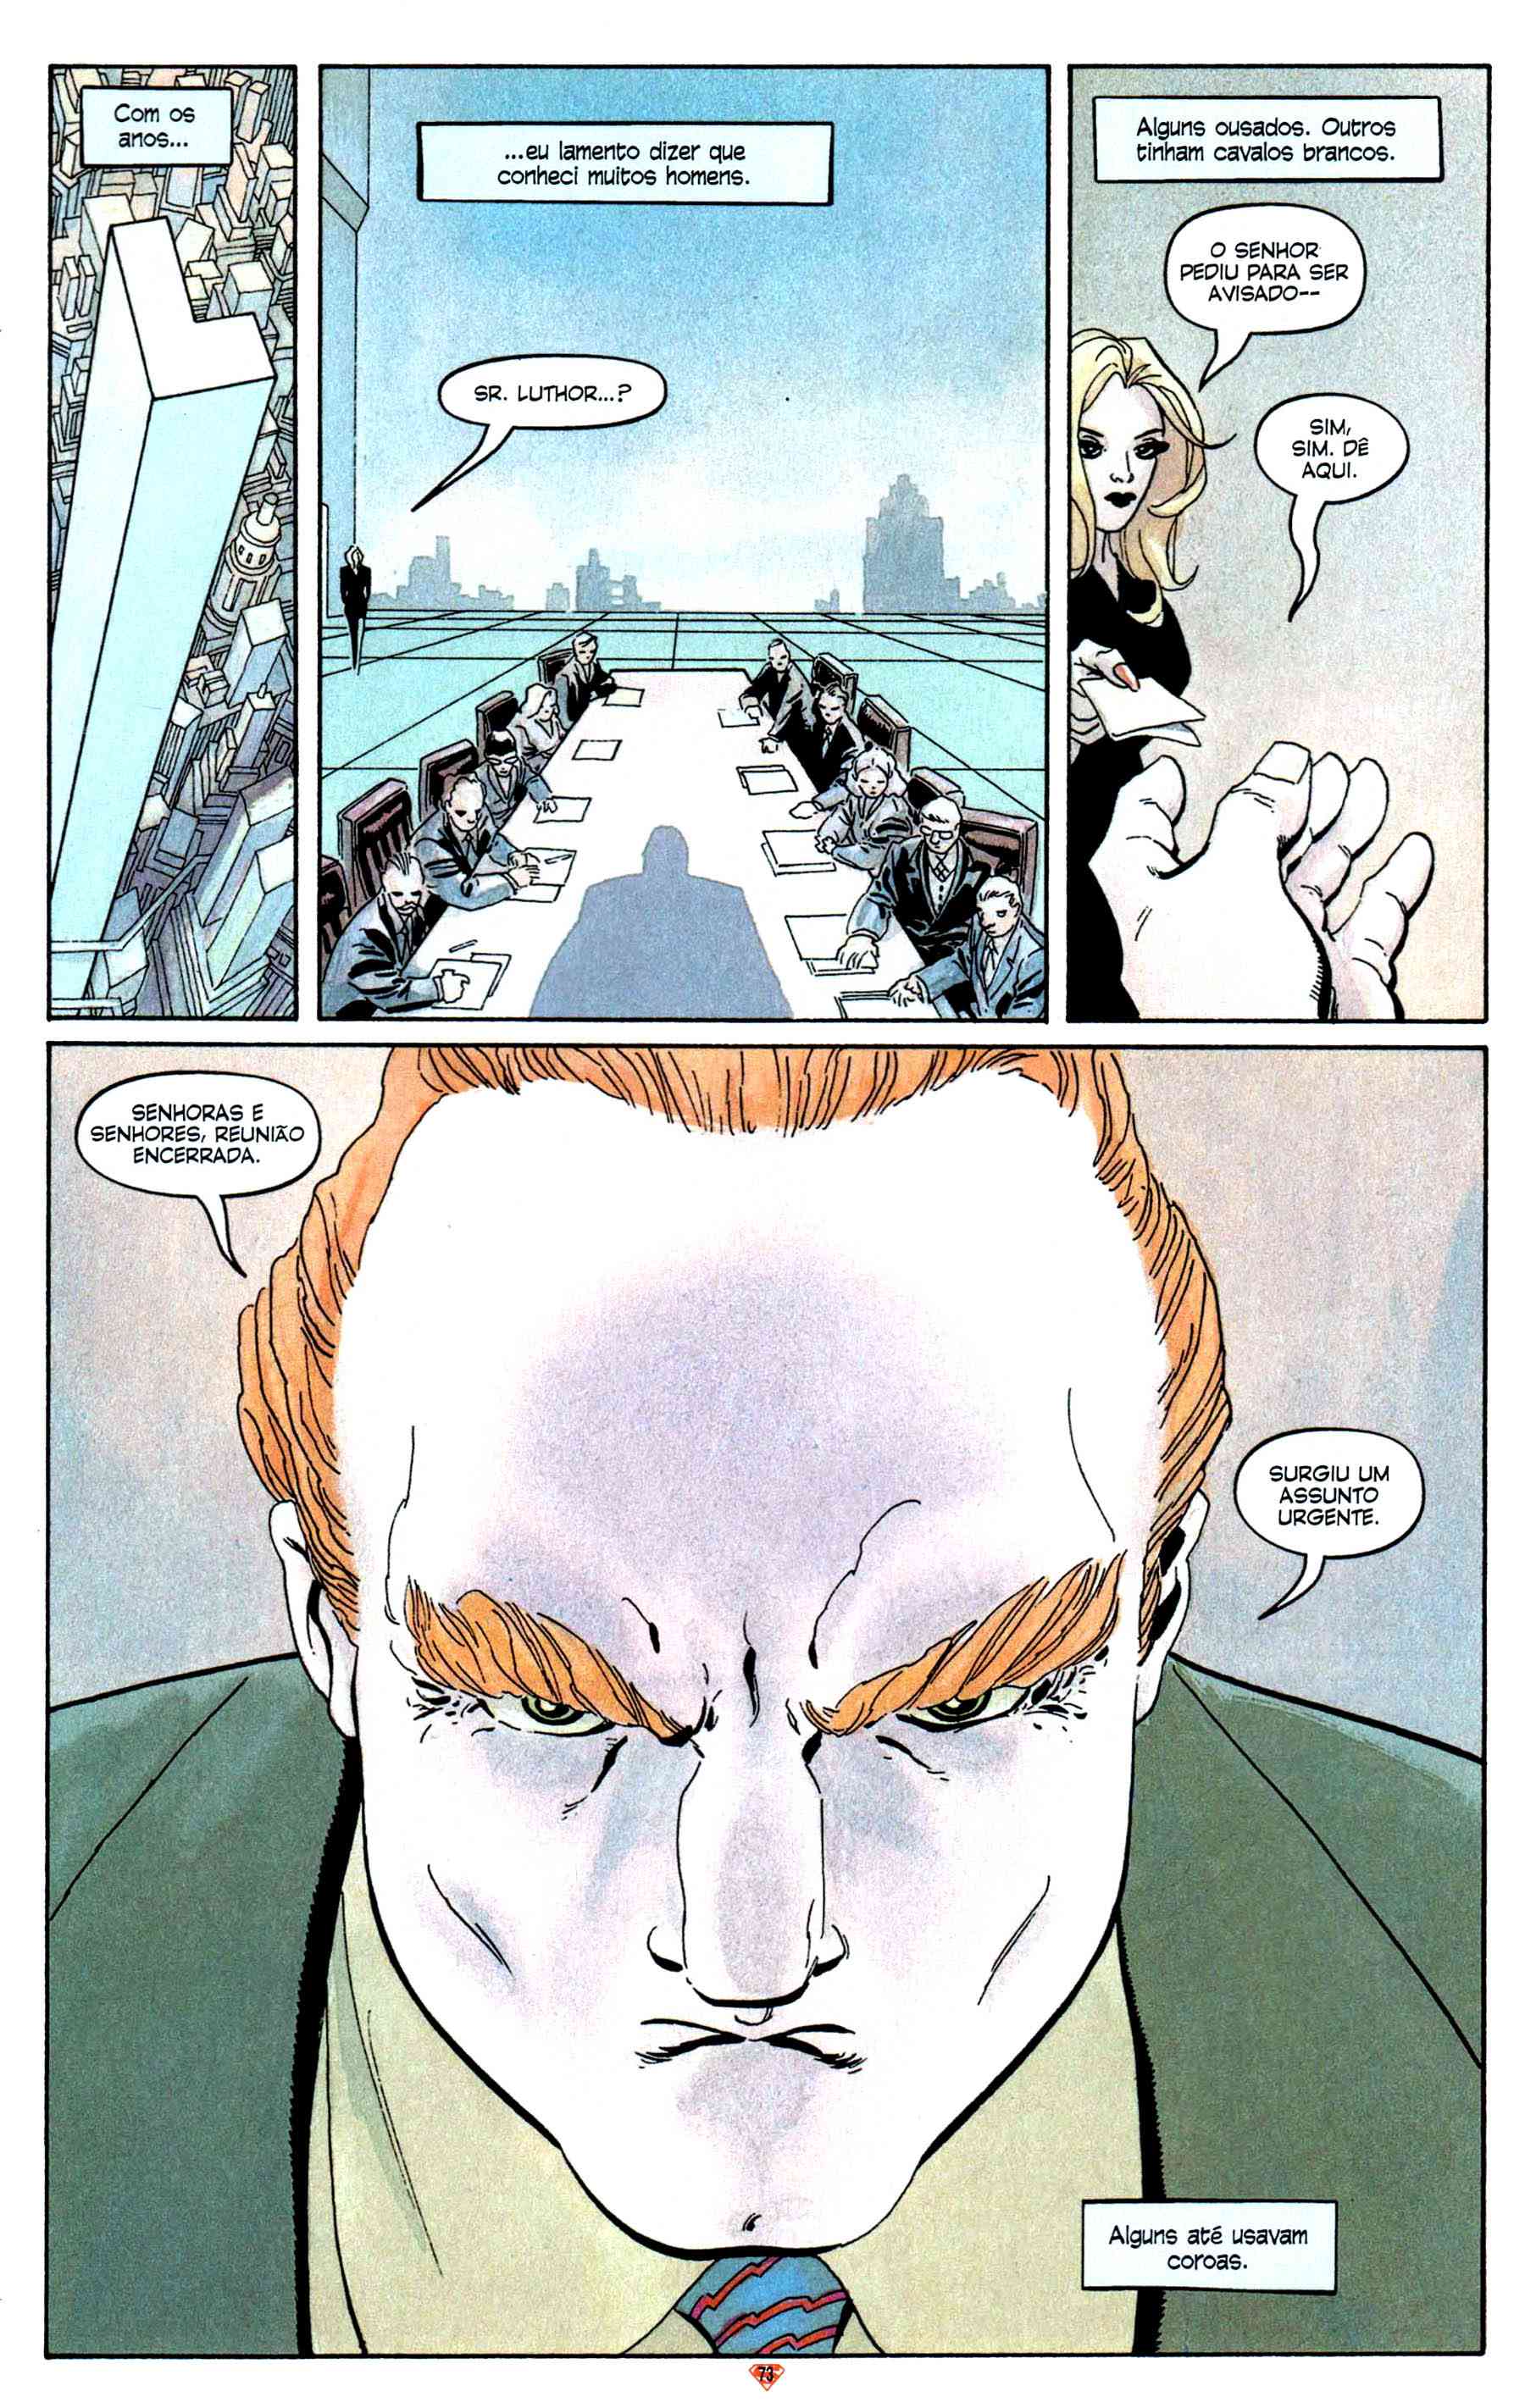 Com os
anos...
...eu lamento dizer que
conheci muitos homens.
SR. LUTHOR...?
Alguns ousados. Outros
tinham cavalos brancos.
O SENHOR
PEDIU PARA SER
AVISADO--
SIM,
SIM. DÊ
AQUI.
SENHORAS E
SENHORES, REUNIÃO
ENCERRADA.
SURGIU UM
ASSUNTO
URGENTE.
Alguns até usavam
coroas.
73